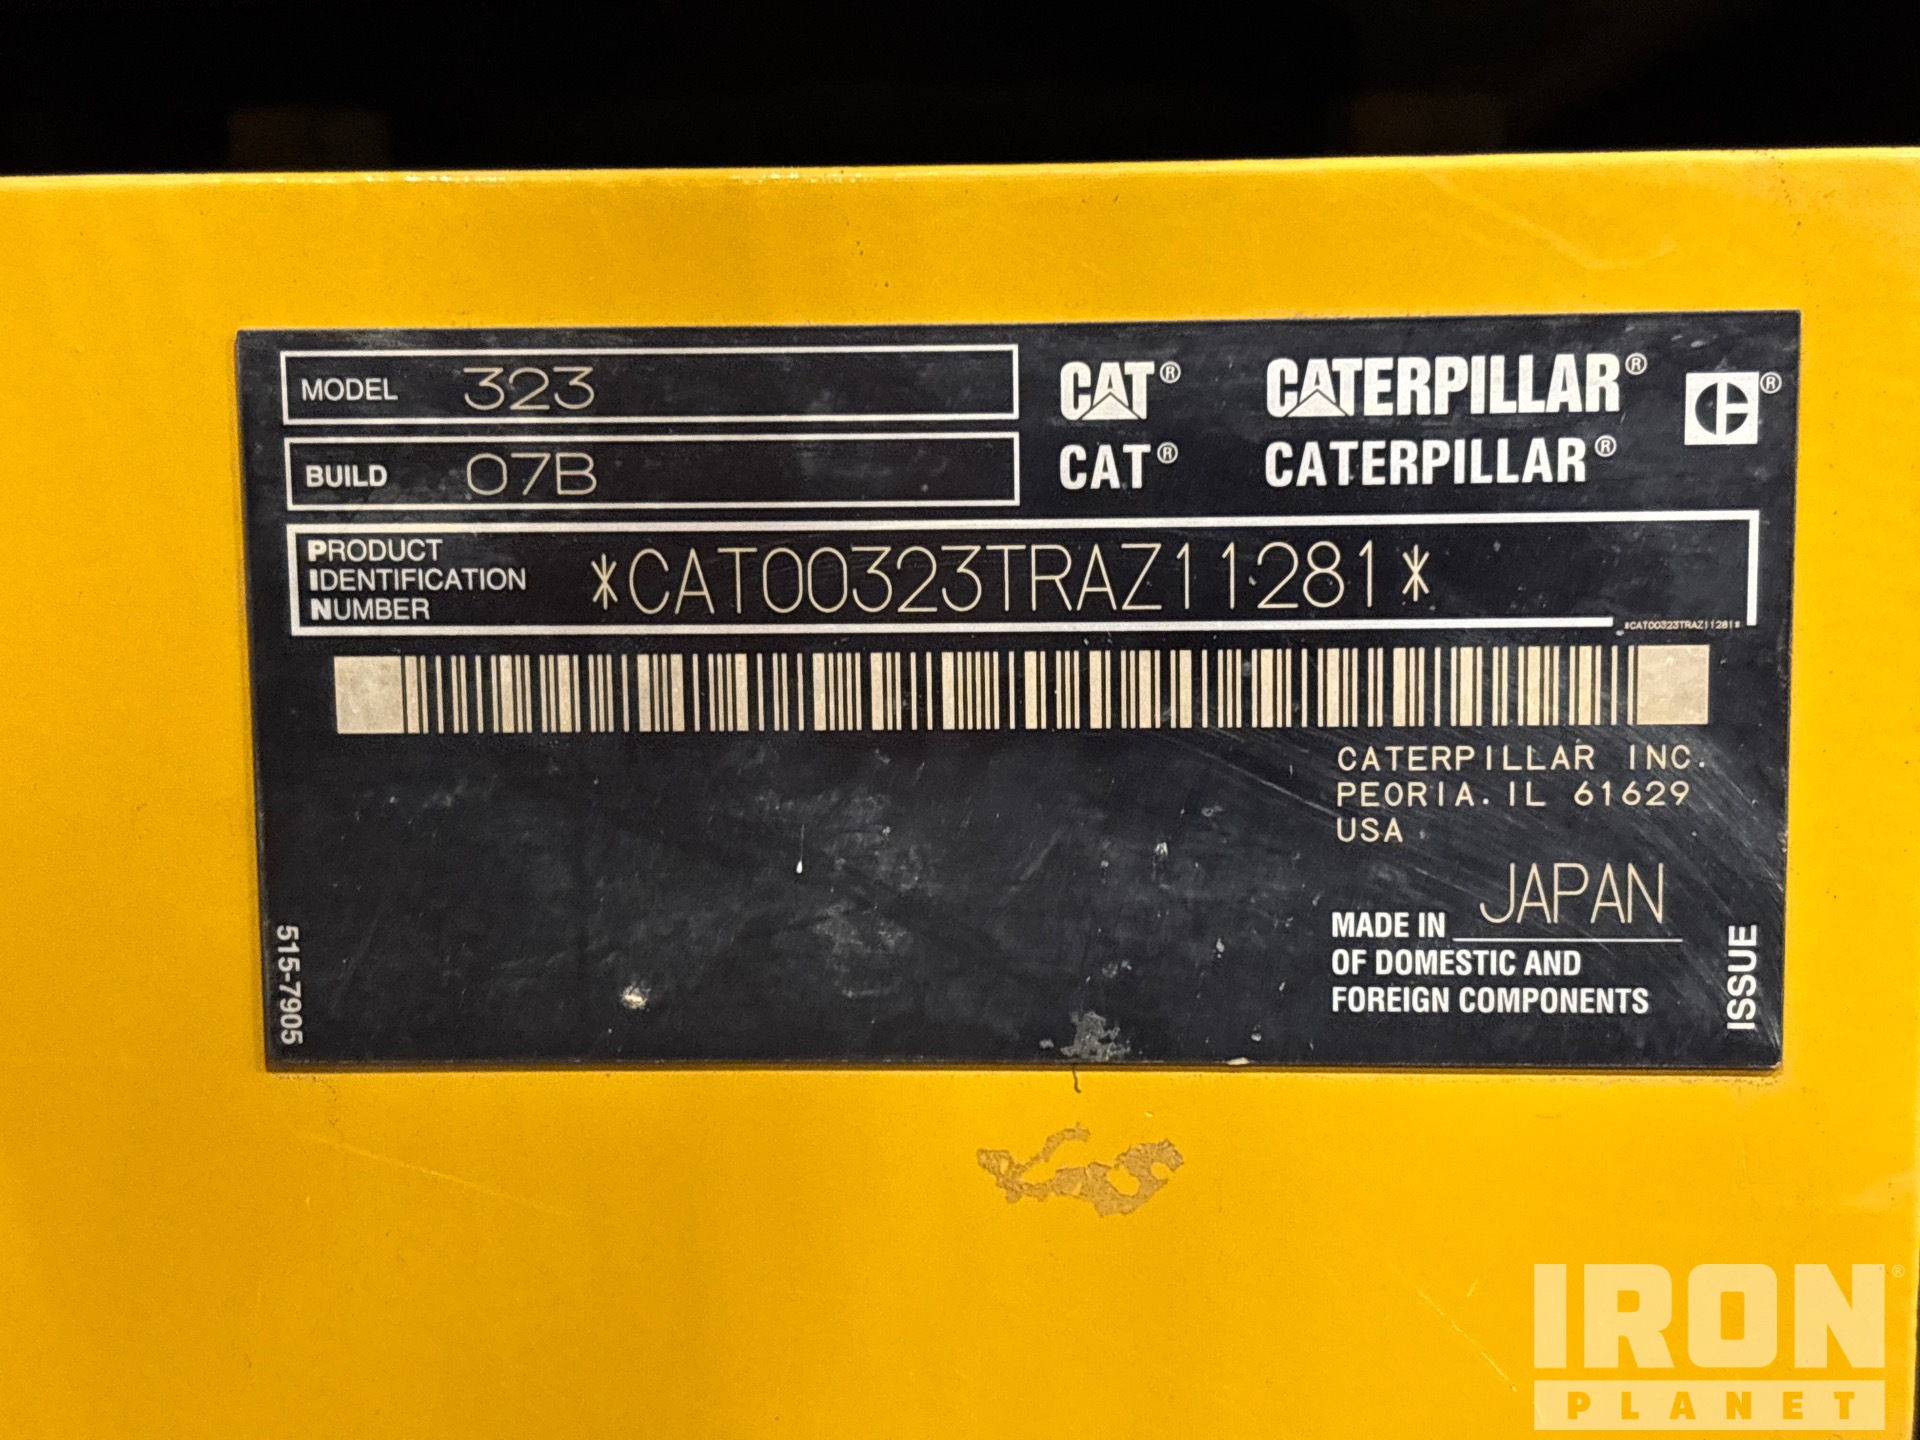 MODEL 323
CAT® CATERPILLAR® ®
BUILD 07B
CAT® CATERPILLAR®
PRODUCT
IDENTIFICATION
NUMBER
*CAT00323TRAZ11281*
*CAT00323TRAZ11281*
CATERPILLAR INC.
PEORIA. IL 61629
USA
MADE IN JAPAN
OF DOMESTIC AND
FOREIGN COMPONENTS
ISSUE
515-7905
IRON®
PLANET